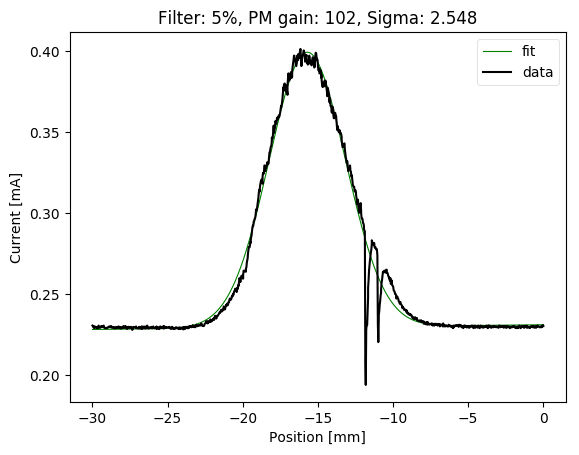 Filter: 5%, PM gain: 102, Sigma: 2.548
fit
data
Current [mA]
0.40
0.35
0.30
0.25
0.20
−30 −25 −20 −15 −10 −5 0
Position [mm]